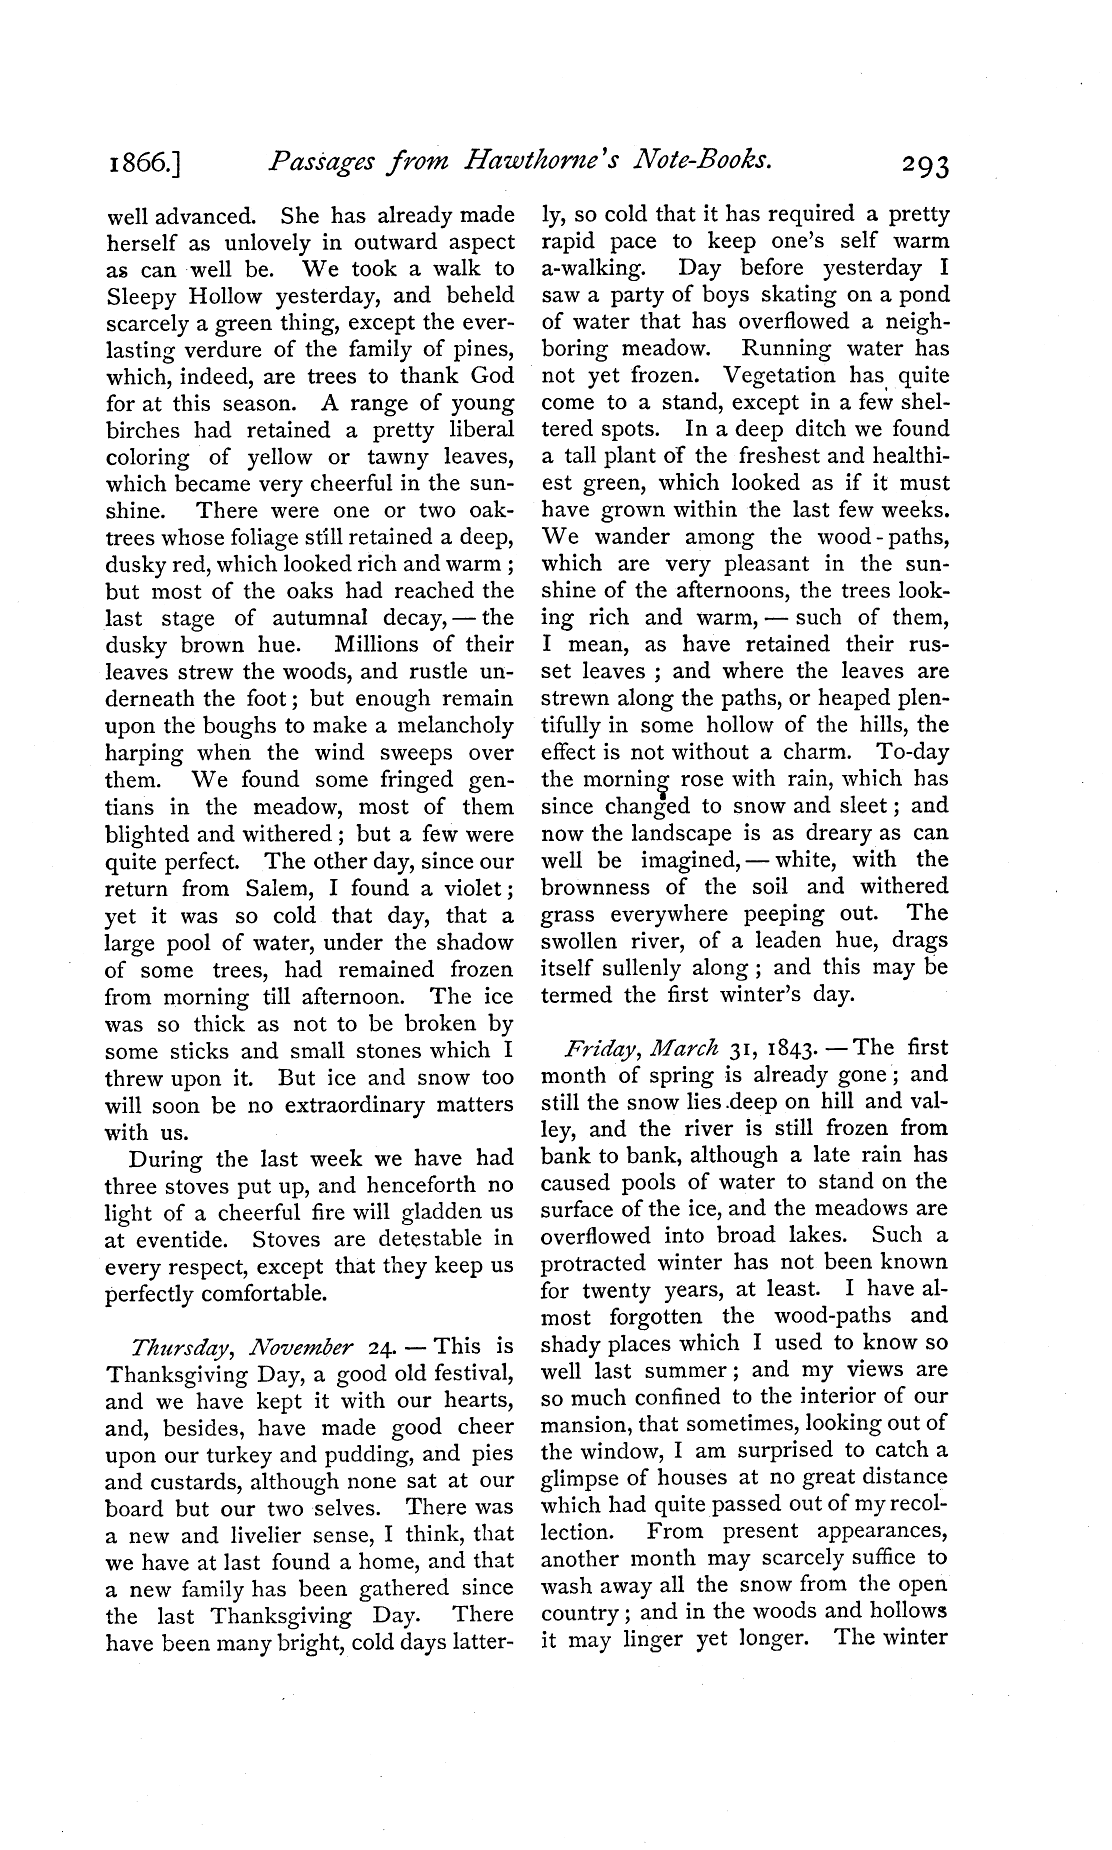 1866.] Passages from Hawthorne's Note-Books. 293
well advanced. She has already made
herself as unlovely in outward aspect
as can well be. We took a walk to
Sleepy Hollow yesterday, and beheld
scarcely a green thing, except the ever-
lasting verdure of the family of pines,
which, indeed, are trees to thank God
for at this season. A range of young
birches had retained a pretty liberal
coloring of yellow or tawny leaves,
which became very cheerful in the sun-
shine. There were one or two oak-
trees whose foliage still retained a deep,
dusky red, which looked rich and warm ;
but most of the oaks had reached the
last stage of autumnal decay, — the
dusky brown hue. Millions of their
leaves strew the woods, and rustle un-
derneath the foot ; but enough remain
upon the boughs to make a melancholy
harping when the wind sweeps over
them. We found some fringed gen-
tians in the meadow, most of them
blighted and withered ; but a few were
quite perfect. The other day, since our
return from Salem, I found a violet ;
yet it was so cold that day, that a
large pool of water, under the shadow
of some trees, had remained frozen
from morning till afternoon. The ice
was so thick as not to be broken by
some sticks and small stones which I
threw upon it. But ice and snow too
will soon be no extraordinary matters
with us.
During the last week we have had
three stoves put up, and henceforth no
light of a cheerful fire will gladden us
at eventide. Stoves are detestable in
every respect, except that they keep us
perfectly comfortable.
Thursday, November 24. — This is
Thanksgiving Day, a good old festival,
and we have kept it with our hearts,
and, besides, have made good cheer
upon our turkey and pudding, and pies
and custards, although none sat at our
board but our two selves. There was
a new and livelier sense, I think, that
we have at last found a home, and that
a new family has been gathered since
the last Thanksgiving Day. There
have been many bright, cold days latter-
ly, so cold that it has required a pretty
rapid pace to keep one's self warm
a-walking. Day before yesterday I
saw a party of boys skating on a pond
of water that has overflowed a neigh-
boring meadow. Running water has
not yet frozen. Vegetation has quite
come to a stand, except in a few shel-
tered spots. In a deep ditch we found
a tall plant of the freshest and healthi-
est green, which looked as if it must
have grown within the last few weeks.
We wander among the wood-paths,
which are very pleasant in the sun-
shine of the afternoons, the trees look-
ing rich and warm, — such of them,
I mean, as have retained their rus-
set leaves ; and where the leaves are
strewn along the paths, or heaped plen-
tifully in some hollow of the hills, the
effect is not without a charm. To-day
the morning rose with rain, which has
since changed to snow and sleet ; and
now the landscape is as dreary as can
well be imagined, — white, with the
brownness of the soil and withered
grass everywhere peeping out. The
swollen river, of a leaden hue, drags
itself sullenly along ; and this may be
termed the first winter's day.
Friday, March 31, 1843. — The first
month of spring is already gone ; and
still the snow lies deep on hill and val-
ley, and the river is still frozen from
bank to bank, although a late rain has
caused pools of water to stand on the
surface of the ice, and the meadows are
overflowed into broad lakes. Such a
protracted winter has not been known
for twenty years, at least. I have al-
most forgotten the wood-paths and
shady places which I used to know so
well last summer ; and my views are
so much confined to the interior of our
mansion, that sometimes, looking out of
the window, I am surprised to catch a
glimpse of houses at no great distance
which had quite passed out of my recol-
lection. From present appearances,
another month may scarcely suffice to
wash away all the snow from the open
country ; and in the woods and hollows
it may linger yet longer. The winter